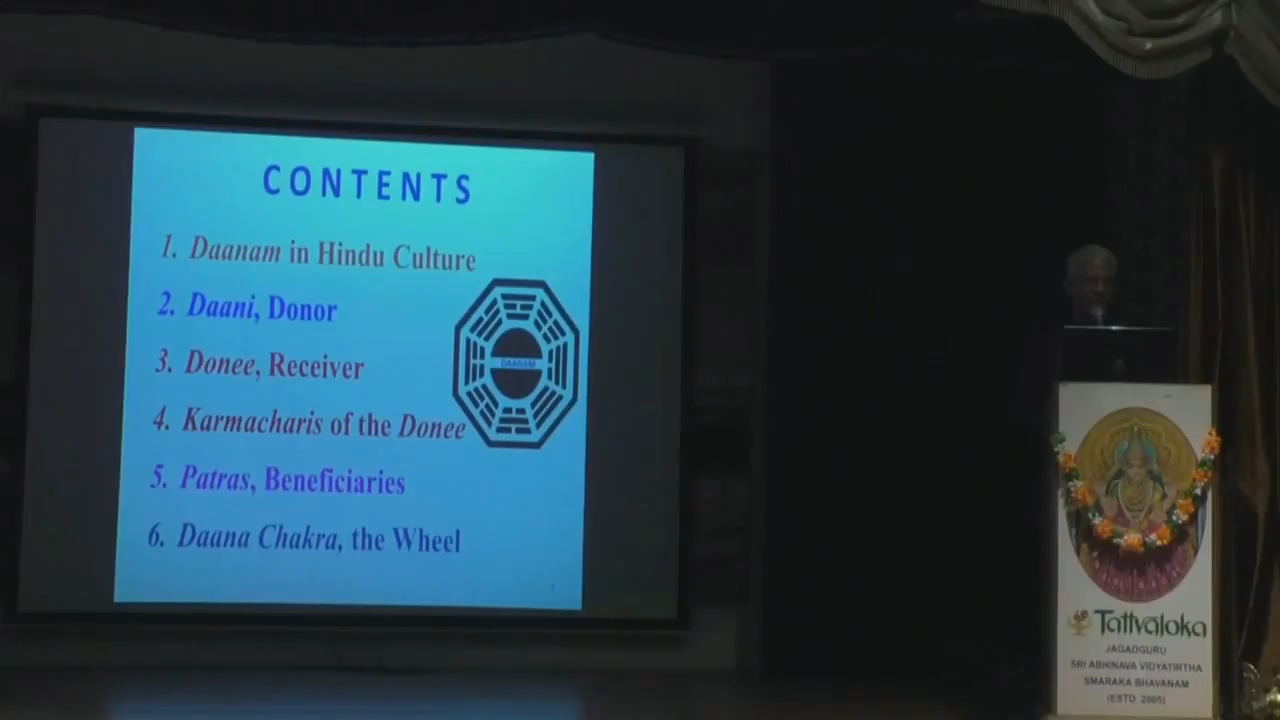 CONTENTS
1. Daanam in Hindu Culture
2. Daani, Donor
3. Donee, Receiver
4. Karmacharis of the Donee
5. Patras, Beneficiaries
6. Daana Chakra, the Wheel
DAANAM
Tattvaloka
JAGADGURU
SRI ABHINAVA VIDYATIRTHA
SMARAKA BHAVANAM
(ESTD. 2005)